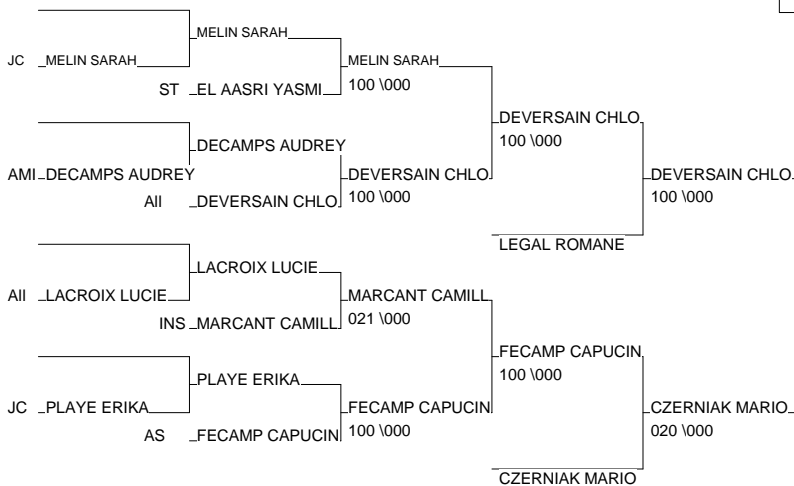 MELIN SARAH
JC MELIN SARAH
MELIN SARAH
ST EL AASRI YASMI
100 \000
DEVERSAIN CHLO
100 \000
DECAMPS AUDREY
AMI DECAMPS AUDREY
DEVERSAIN CHLO
DEVERSAIN CHLO
100 \000
All DEVERSAIN CHLO
100 \000
LEGAL ROMANE
LACROIX LUCIE
All LACROIX LUCIE
MARCANT CAMILL
INS MARCANT CAMILL
021 \000
FECAMP CAPUCIN
100 \000
PLAYE ERIKA
JC PLAYE ERIKA
FECAMP CAPUCIN
CZERNIAK MARIO
AS FECAMP CAPUCIN
100 \000
020 \000
CZERNIAK MARIO